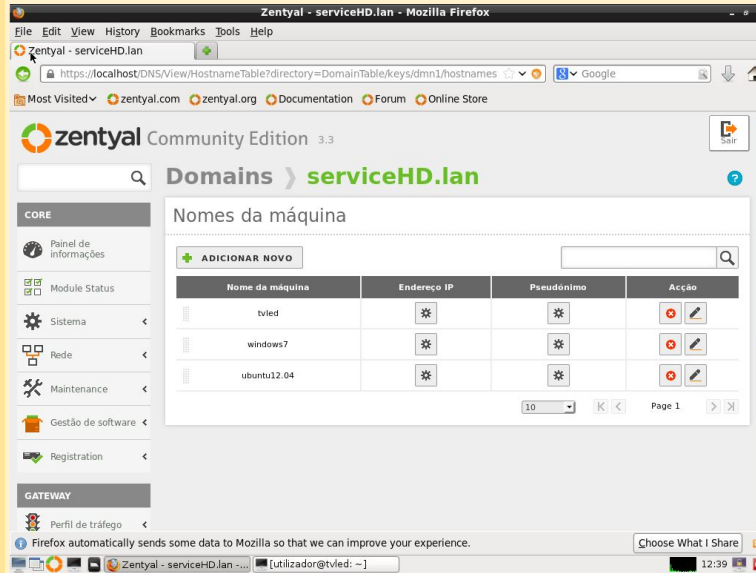 Zentyal - serviceHD.lan - Mozilla Firefox
File Edit View History Bookmarks Tools Help
Zentyal - serviceHD.lan
https://localhost/DNS/View/HostnameTable?directory=DomainTable/keys/dmn1/hostnames
Google
Most Visited zentyal.com zentyal.org Documentation Forum Online Store
zentyal Community Edition 3.3
Sair
Domains serviceHD.lan
CORE
Painel de informações
Module Status
Sistema
Rede
Maintenance
Gestão de software
Registration
GATEWAY
Perfil de tráfego
Nomes da máquina
ADICIONAR NOVO
Nome da máquina Endereço IP Pseudónimo Acção
tvled
windows7
ubuntu12.04
10 Page 1
Firefox automatically sends some data to Mozilla so that we can improve your experience. Choose What I Share
Zentyal - serviceHD.lan -... [utilizador@tvled: ~] 12:39